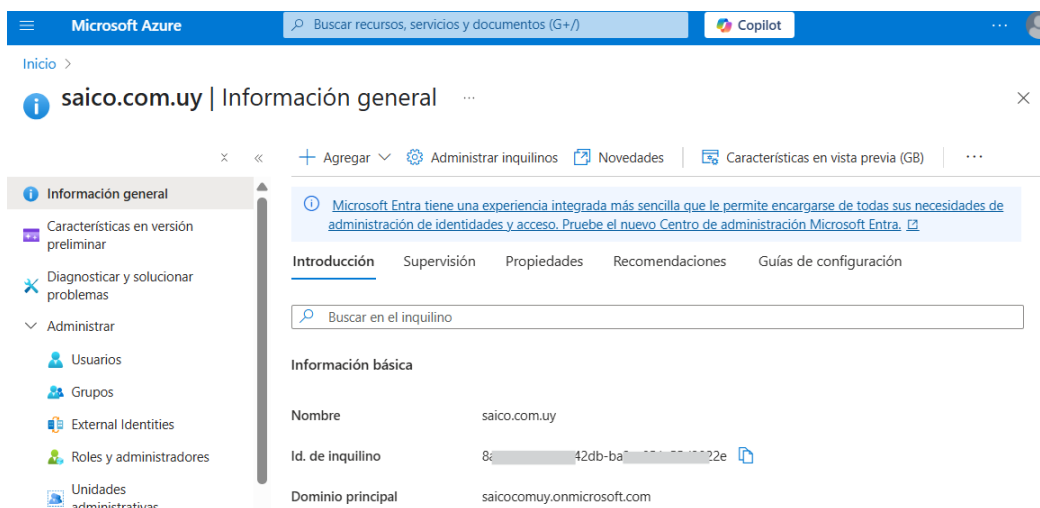 Microsoft Azure
Buscar recursos, servicios y documentos (G+/)
Copilot
Inicio >
saico.com.uy | Información general
Agregar
Administrar inquilinos
Novedades
Características en vista previa (GB)
Información general
Características en versión
preliminar
Diagnosticar y solucionar
problemas
Administrar
Usuarios
Grupos
External Identities
Roles y administradores
Unidades
administrativas
Microsoft Entra tiene una experiencia integrada más sencilla que le permite encargarse de todas sus necesidades de
administración de identidades y acceso. Pruebe el nuevo Centro de administración Microsoft Entra.
Introducción Supervisión Propiedades Recomendaciones Guías de configuración
Buscar en el inquilino
Información básica
Nombre saico.com.uy
Id. de inquilino 42db-ba 22e
Dominio principal saicocomuy.onmicrosoft.com